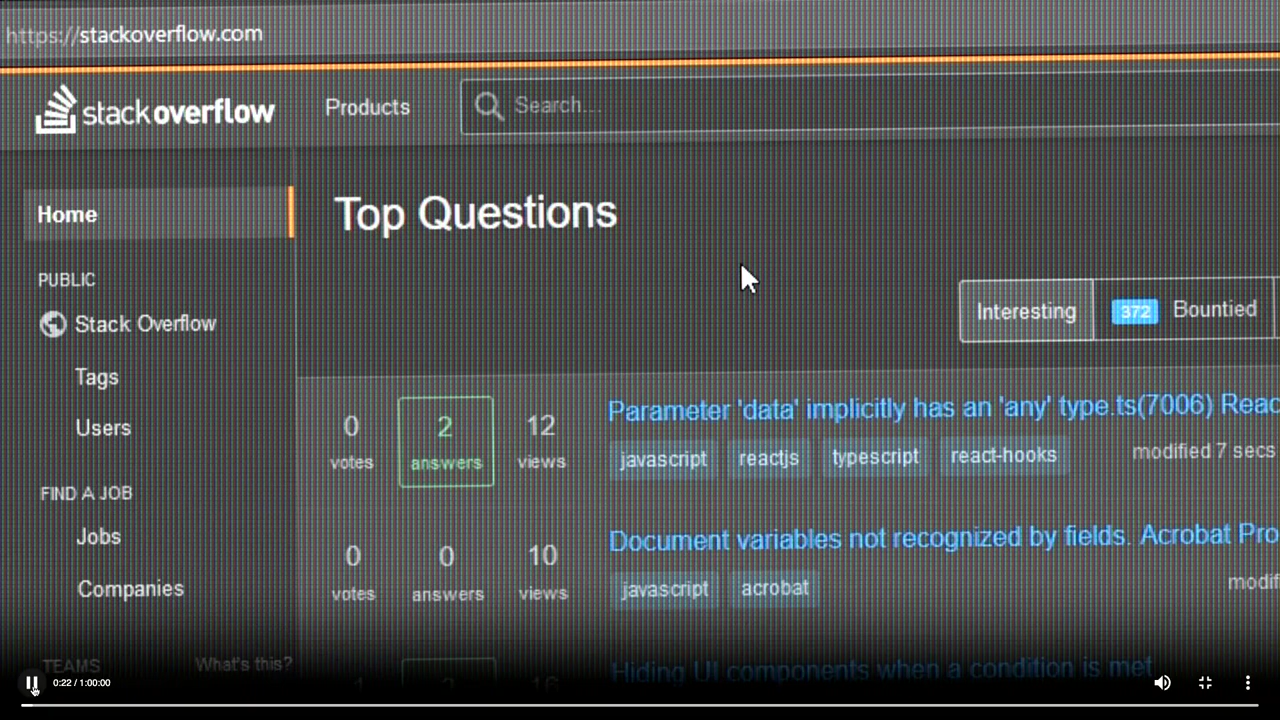 https://stackoverflow.com
stackoverflow Products Search...
Home
Top Questions
PUBLIC
Interesting 372 Bountied
Stack Overflow
Tags
Users
0 votes 2 answers 12 views
Parameter 'data' implicitly has an 'any' type.ts(7006) Reac
javascript reactjs typescript react-hooks modified 7 secs
FIND A JOB
Jobs
Companies
0 votes 0 answers 10 views
Document variables not recognized by fields. Acrobat Pro
javascript acrobat modif
TEAMS What's this?
Hiding UI components when a condition is met
0:22 / 1:00:00